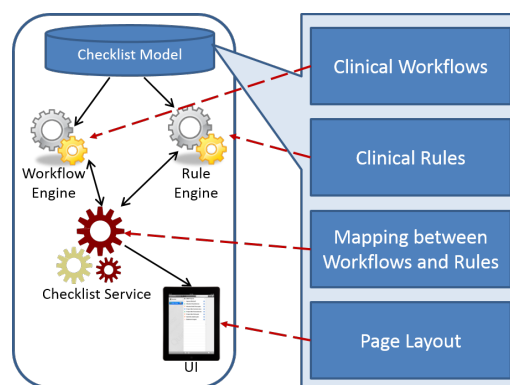 Checklist Model
Workflow
Engine
Rule
Engine
Checklist Service
UI
Clinical Workflows
Clinical Rules
Mapping between
Workflows and Rules
Page Layout